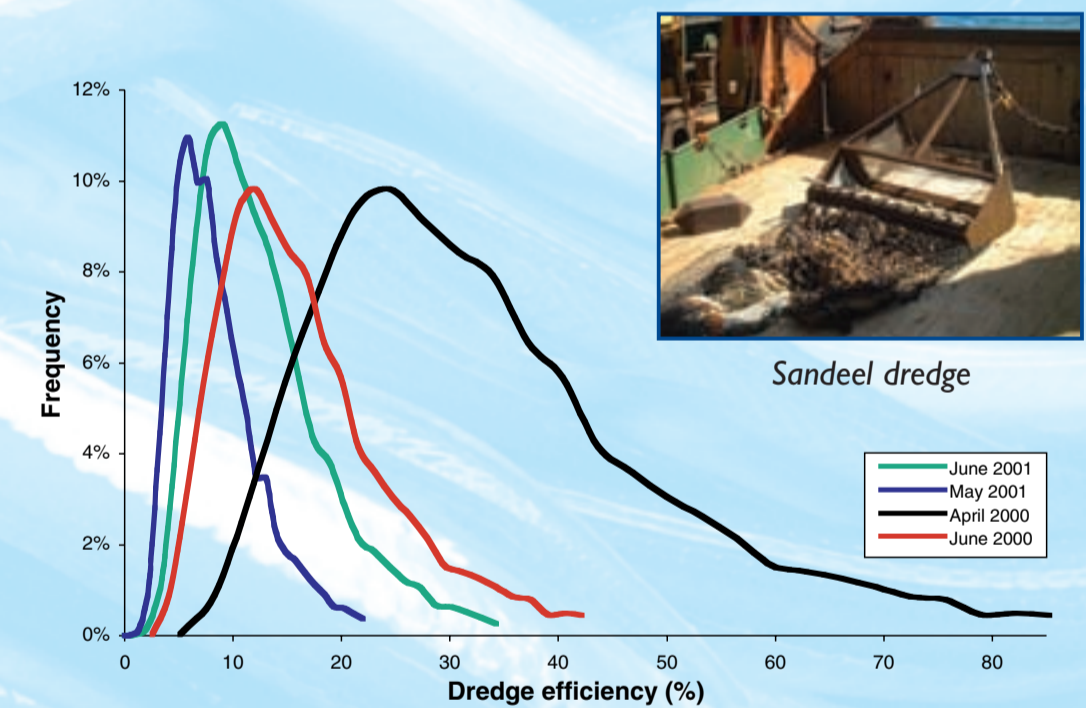 12%
10%
8%
6%
4%
2%
0%
Frequency
0 10 20 30 40 50 60 70 80
Dredge efficiency (%)
Sandeel dredge
June 2001
May 2001
April 2000
June 2000